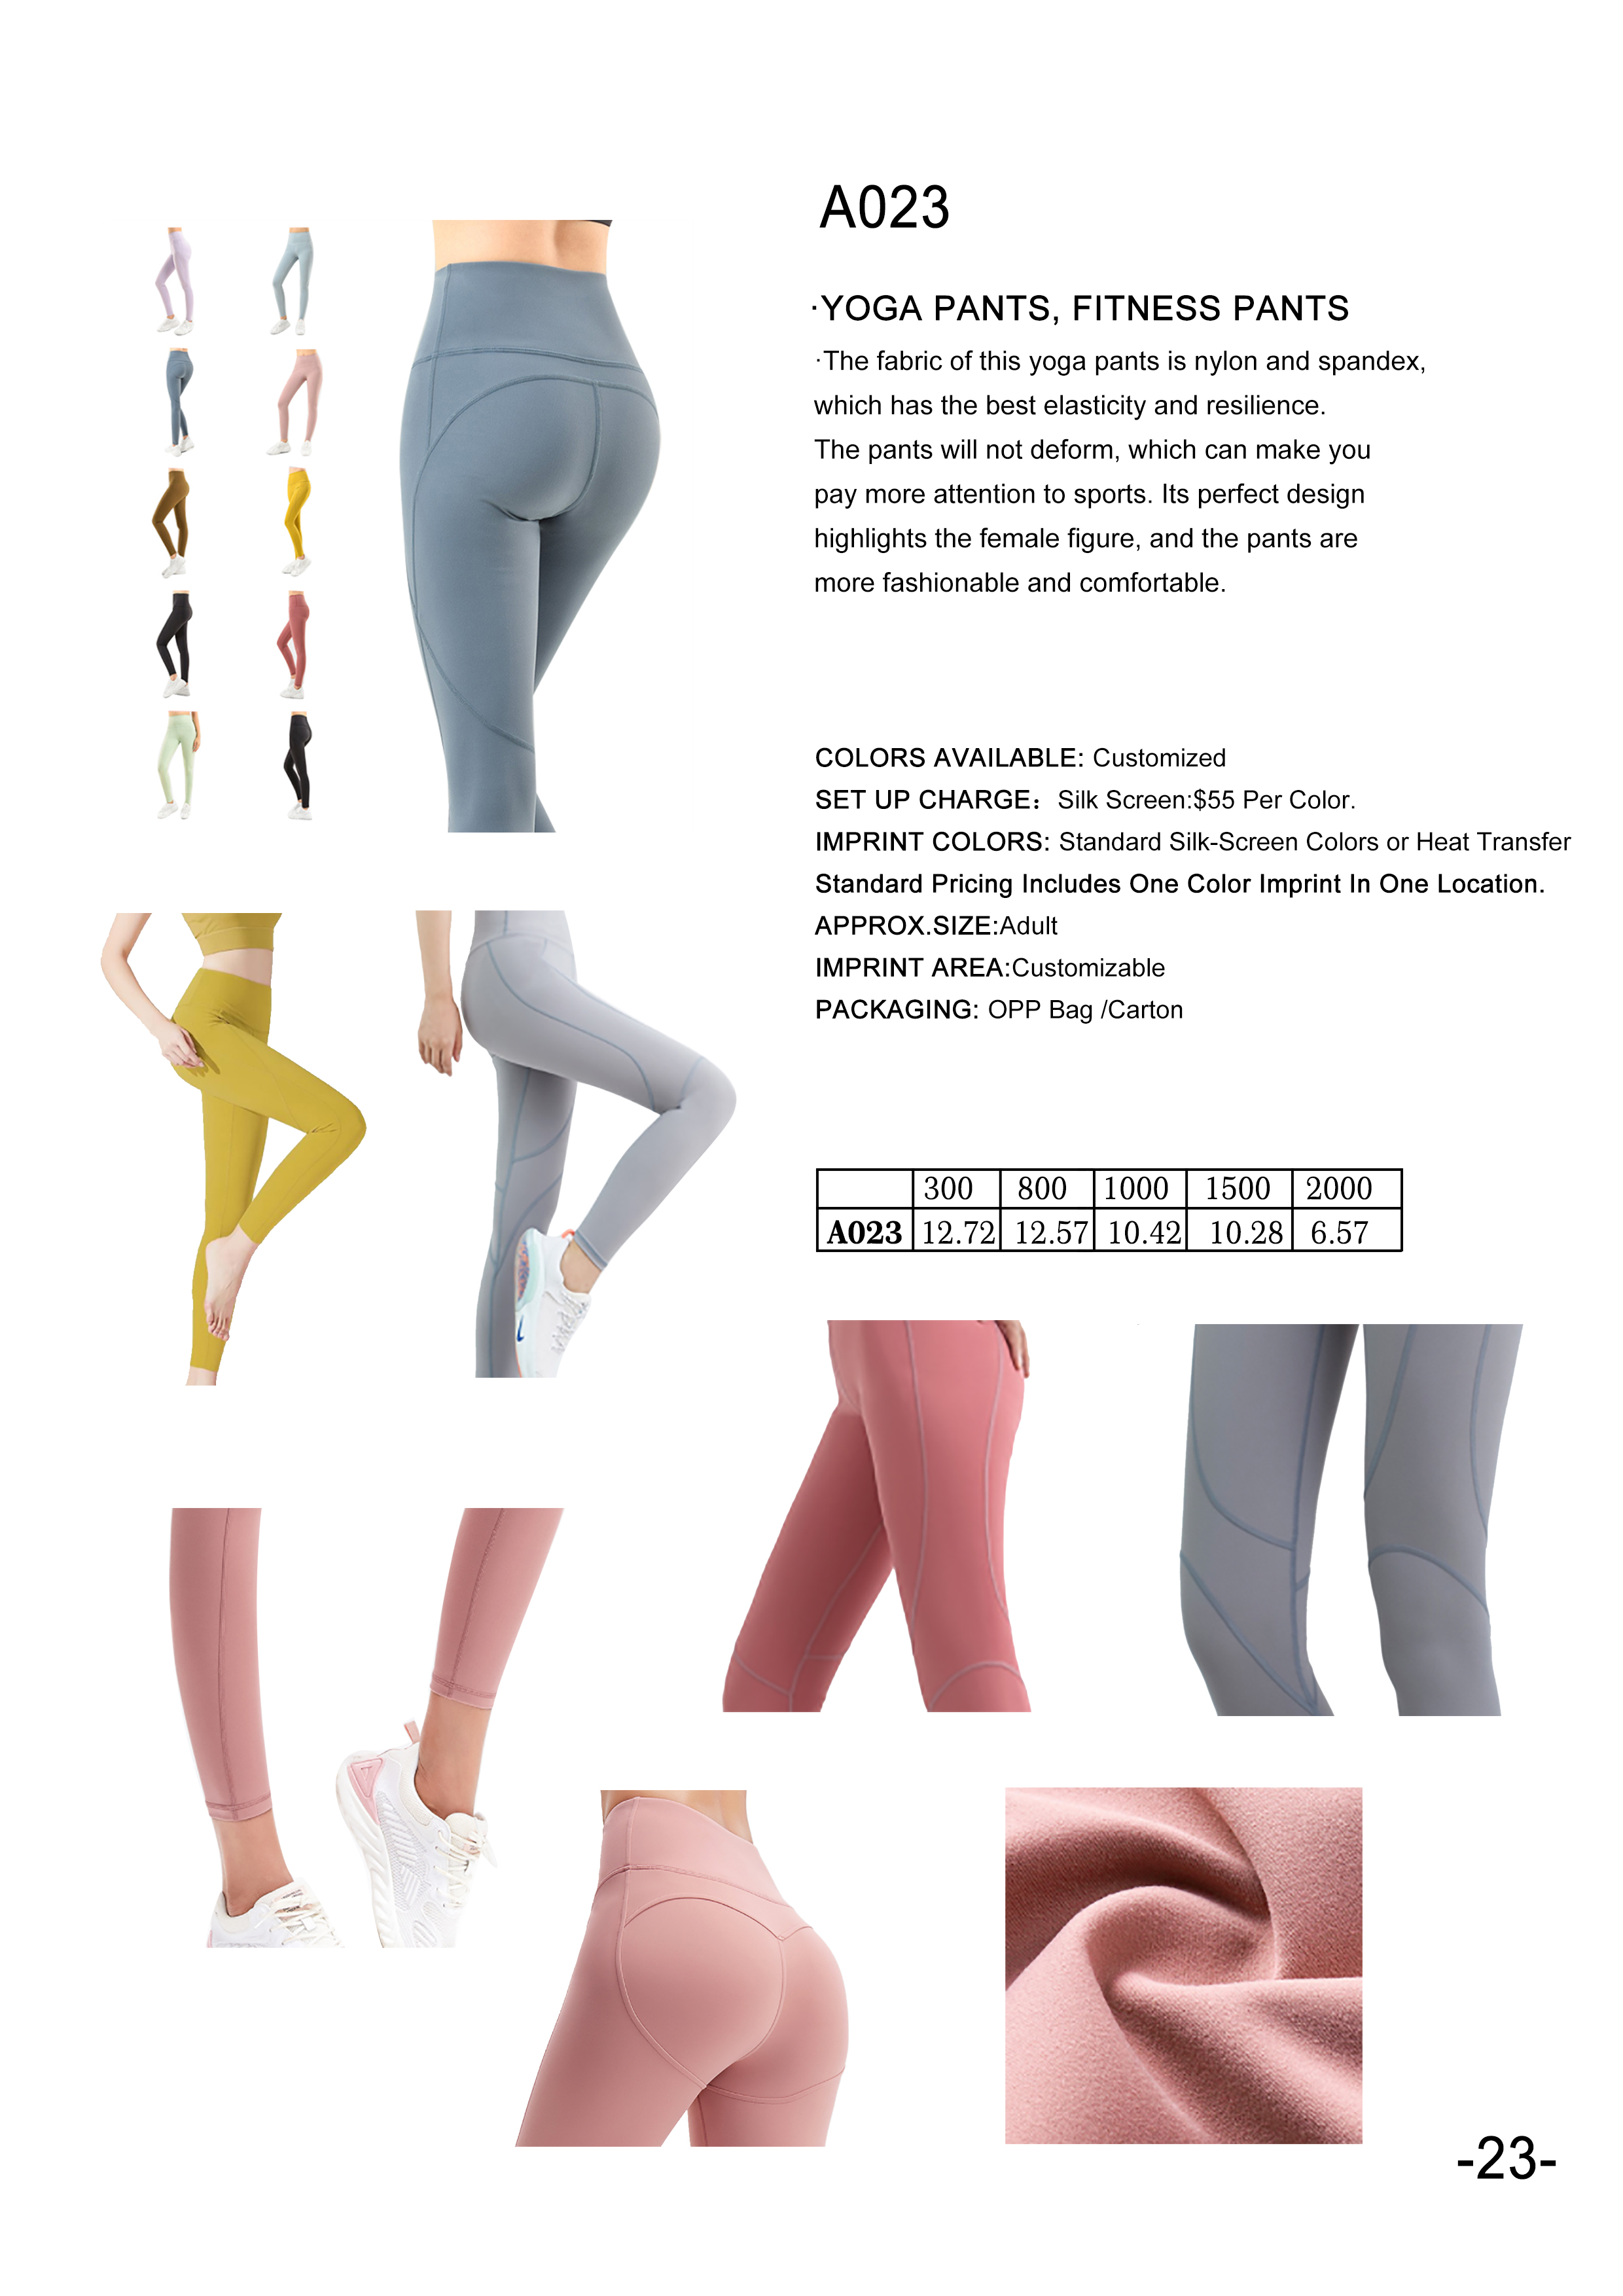 A023
·YOGA PANTS, FITNESS PANTS
·The fabric of this yoga pants is nylon and spandex,
which has the best elasticity and resilience.
The pants will not deform, which can make you
pay more attention to sports. Its perfect design
highlights the female figure, and the pants are
more fashionable and comfortable.
COLORS AVAILABLE: Customized
SET UP CHARGE：Silk Screen:$55 Per Color.
IMPRINT COLORS: Standard Silk-Screen Colors or Heat Transfer
Standard Pricing Includes One Color Imprint In One Location.
APPROX.SIZE:Adult
IMPRINT AREA:Customizable
PACKAGING: OPP Bag /Carton
300 800 1000 1500 2000
A023 12.72 12.57 10.42 10.28 6.57
-23-